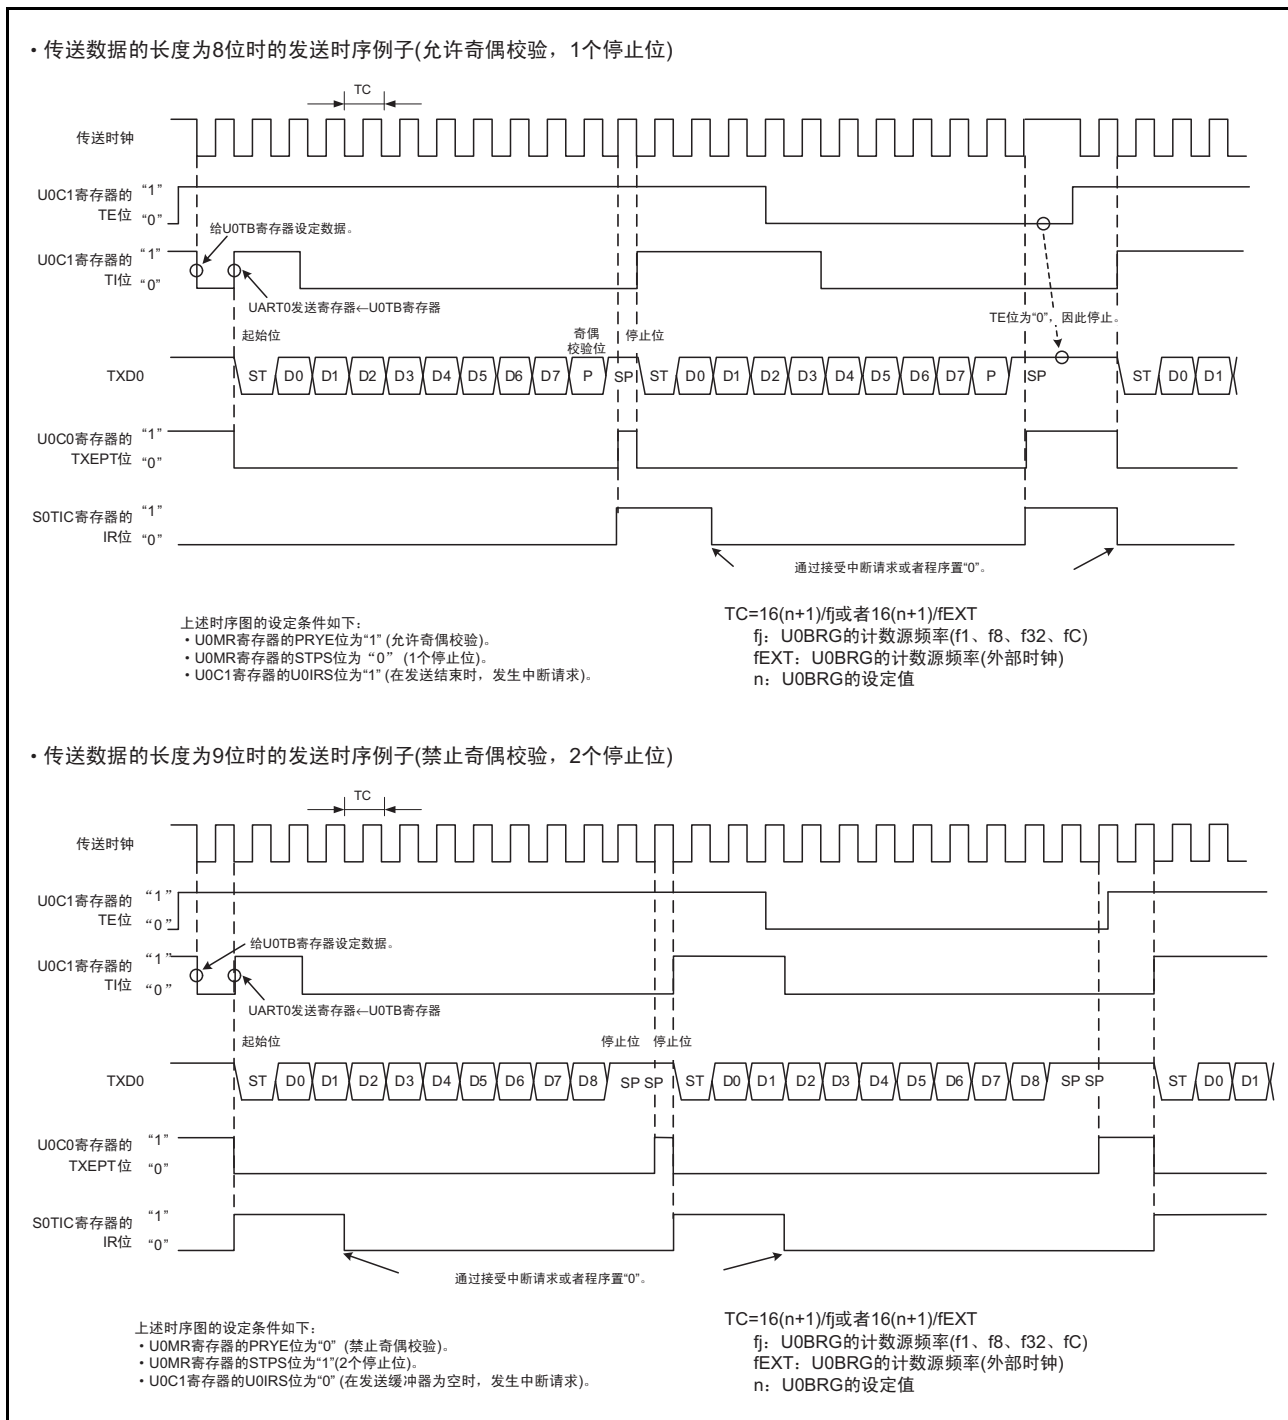 ・传送数据的长度为8位时的发送时序例子(允许奇偶校验，1个停止位)
TC
传送时钟
U0C1寄存器的 “1”
TE位 “0”
给U0TB寄存器设定数据。
U0C1寄存器的 “1”
TI位 “0”
UART0发送寄存器←U0TB寄存器
TE位为“0”，因此停止。
起始位 奇偶校验位 停止位
TXD0 ST D0 D1 D2 D3 D4 D5 D6 D7 P SP ST D0 D1 D2 D3 D4 D5 D6 D7 P SP ST D0 D1
U0C0寄存器的 “1”
TXEPT位 “0”
S0TIC寄存器的 “1”
IR位 “0”
通过接受中断请求或者程序置“0”。
上述时序图的设定条件如下：
・U0MR寄存器的PRYE位为“1” (允许奇偶校验)。
・U0MR寄存器的STPS位为“0” (1个停止位)。
・U0C1寄存器的U0IRS位为“1” (在发送结束时，发生中断请求)。
TC=16(n+1)/fj或者16(n+1)/fEXT
fj：U0BRG的计数源频率(f1、f8、f32、fC)
fEXT：U0BRG的计数源频率(外部时钟)
n：U0BRG的设定值
・传送数据的长度为9位时的发送时序例子(禁止奇偶校验，2个停止位)
TC
传送时钟
U0C1寄存器的 “1”
TE位 “0”
给U0TB寄存器设定数据。
U0C1寄存器的 “1”
TI位 “0”
UART0发送寄存器←U0TB寄存器
起始位 停止位 停止位
TXD0 ST D0 D1 D2 D3 D4 D5 D6 D7 D8 SP SP ST D0 D1 D2 D3 D4 D5 D6 D7 D8 SP SP ST D0 D1
U0C0寄存器的 “1”
TXEPT位 “0”
S0TIC寄存器的 “1”
IR位 “0”
通过接受中断请求或者程序置“0”。
上述时序图的设定条件如下：
・U0MR寄存器的PRYE位为“0” (禁止奇偶校验)。
・U0MR寄存器的STPS位为“1”(2个停止位)。
・U0C1寄存器的U0IRS位为“0” (在发送缓冲器为空时，发生中断请求)。
TC=16(n+1)/fj或者16(n+1)/fEXT
fj：U0BRG的计数源频率(f1、f8、f32、fC)
fEXT：U0BRG的计数源频率(外部时钟)
n：U0BRG的设定值